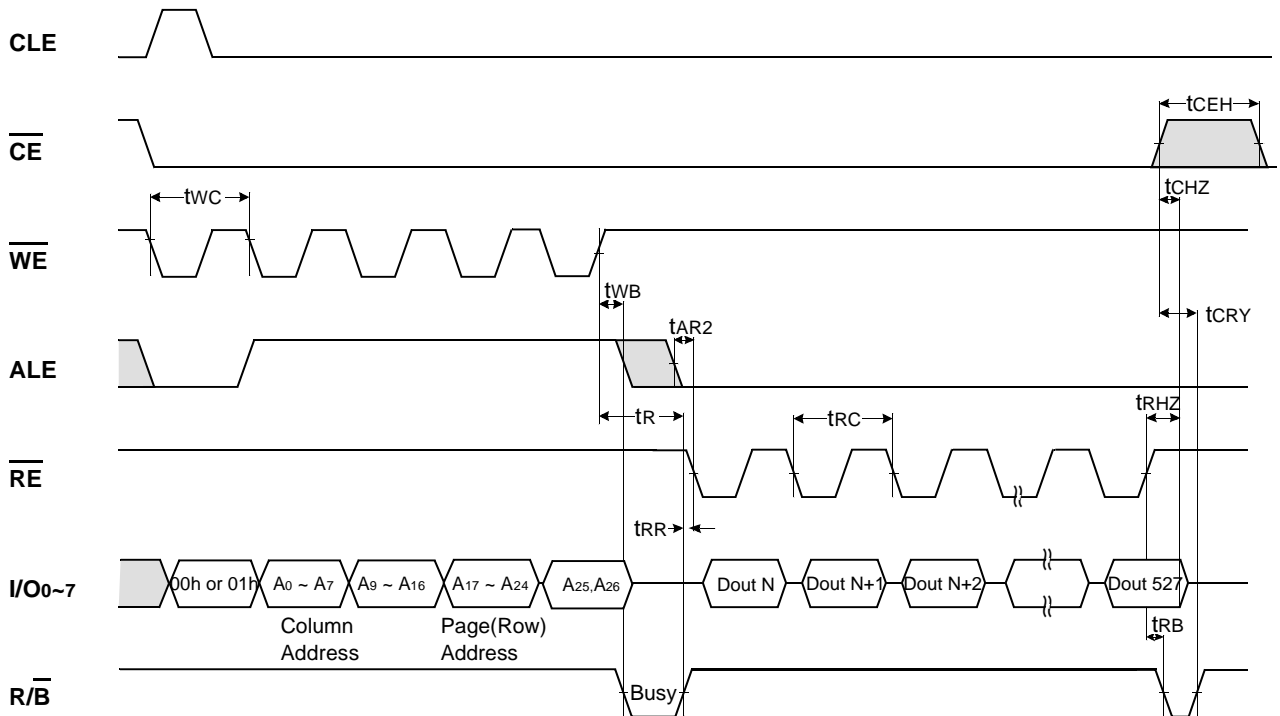 CLE
tCEH
CE
tCHZ
tWC
WE
tWB
tCRY
tAR2
ALE
tR
tRC
tRHZ
RE
tRR
I/O0~7
00h or 01h
A0 ~ A7
A9 ~ A16
A17 ~ A24
A25,A26
Dout N
Dout N+1
Dout N+2
Dout 527
Column
Address
Page(Row)
Address
tRB
R/B
Busy